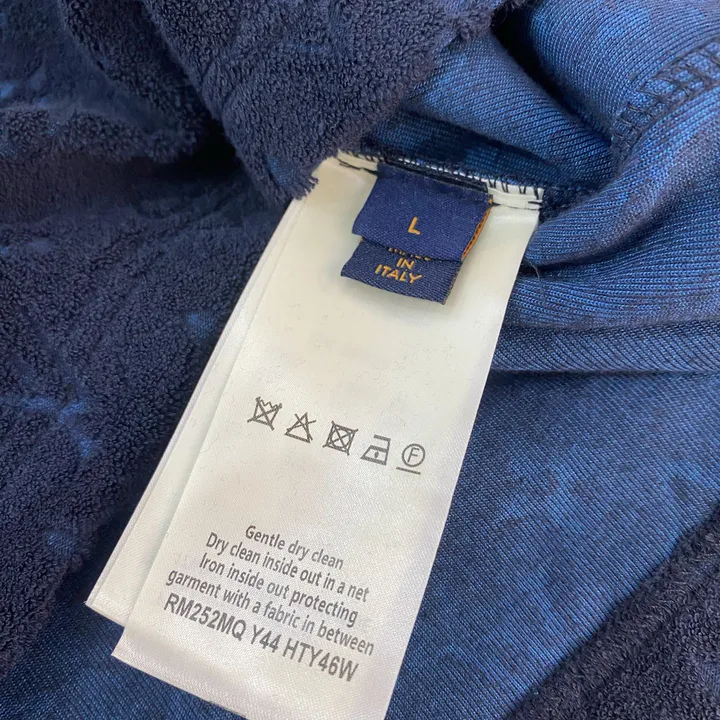 L
IN
ITALY
F
Gentle dry clean
Dry clean inside out in a net
Iron inside out protecting
garment with a fabric in between
RM252MQ Y44 HTY46W